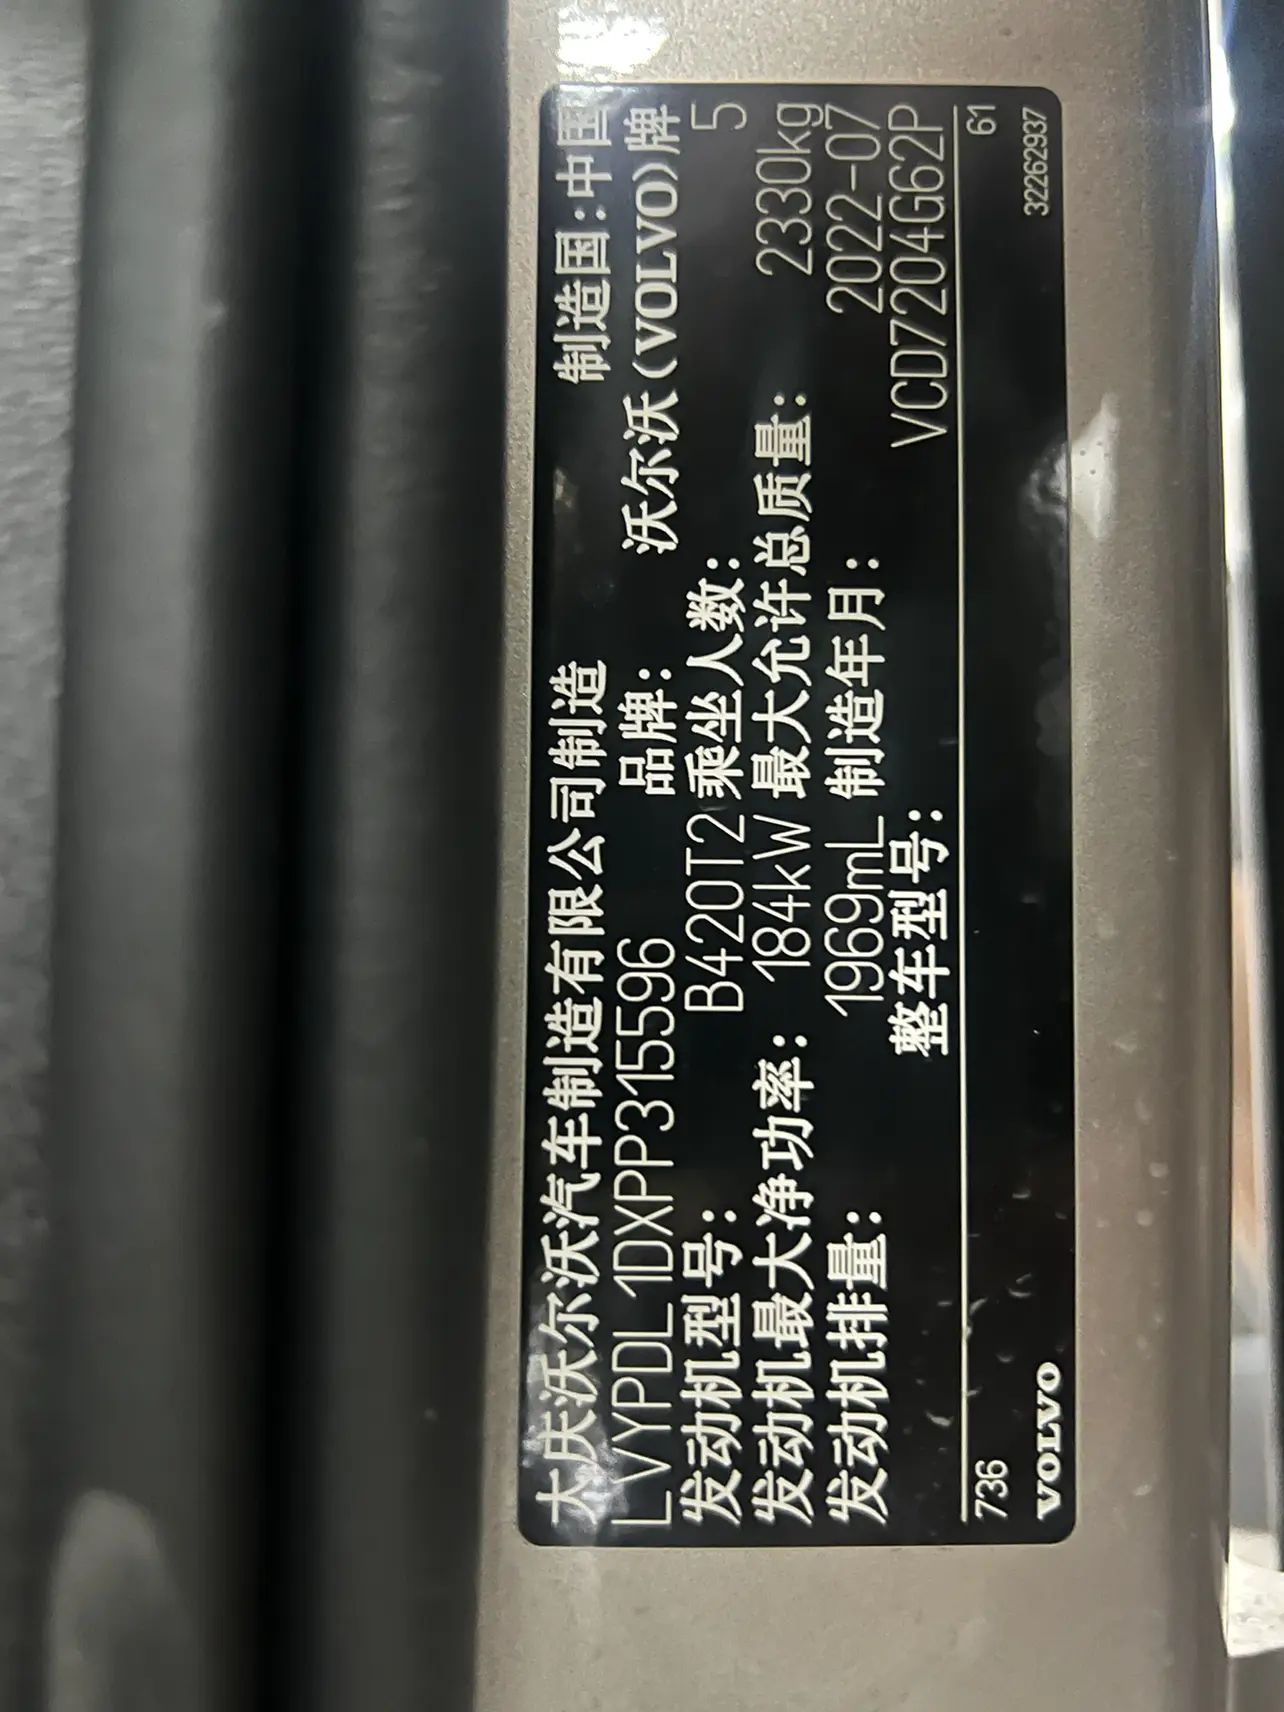 大庆沃尔沃汽车制造有限公司制造 制造国:中国
LVYPDL1DXPP315596 品牌: 沃尔沃(VOLVO)牌
发动机型号: B420T2 乘坐人数: 5
发动机最大净功率: 184kW 最大允许总质量: 2330kg
发动机排量: 1969mL 制造年月: 2022-07
整车型号: VCD7204G62P
736 61
VOLVO 32262937